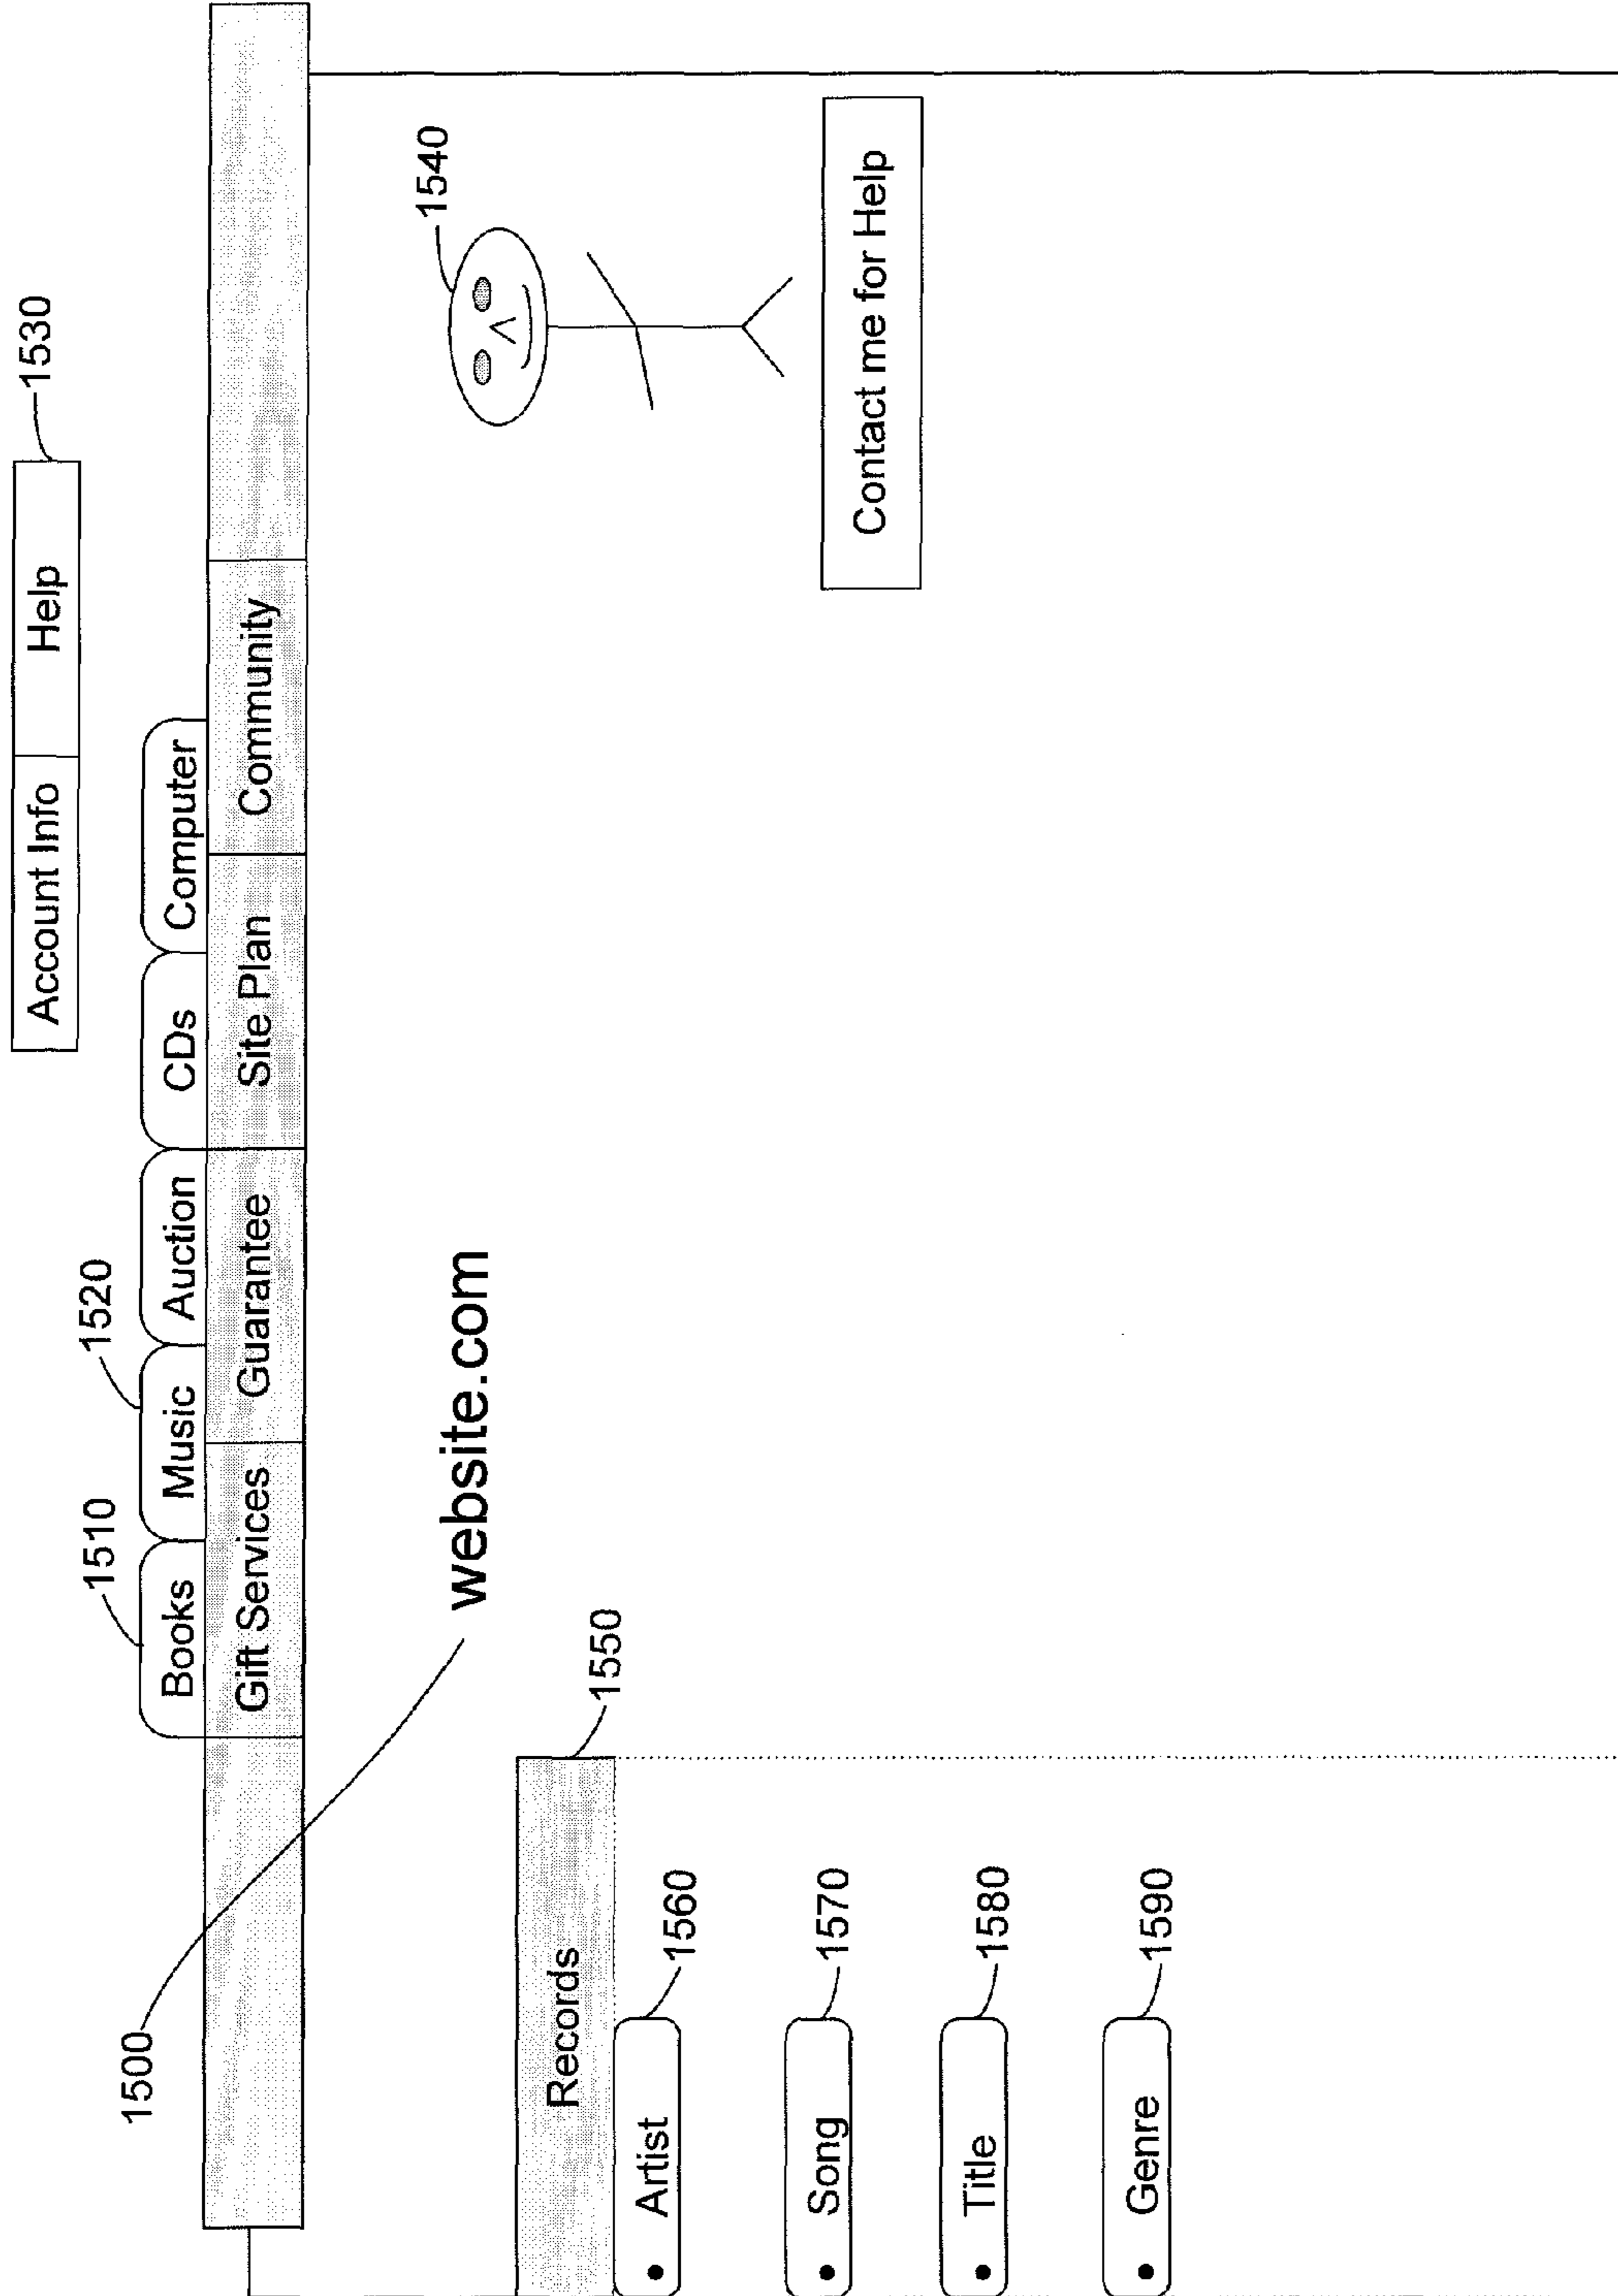 Account Info Help 1530
1510 1520
Books Music Auction CDs Computer
1500
Gift Services Guarantee Site Plan Community
1540
website.com
Records 1550
• Artist 1560
• Song 1570
• Title 1580
• Genre 1590
Contact me for Help